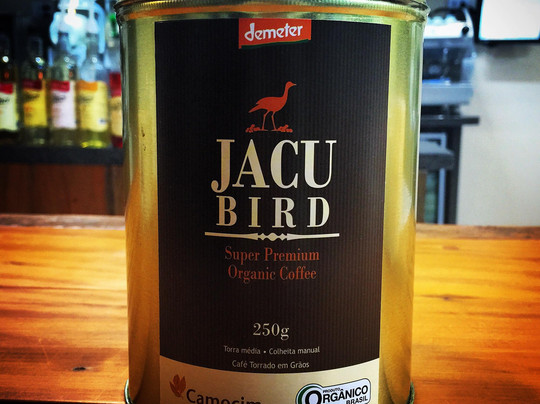 demeter
JACU
BIRD
Super Premium
Organic Coffee
250g
Torra média • Colheita manual
Café Torrado em Grãos
Camocim
PRODUTO
ORGÂNICO
BRASIL